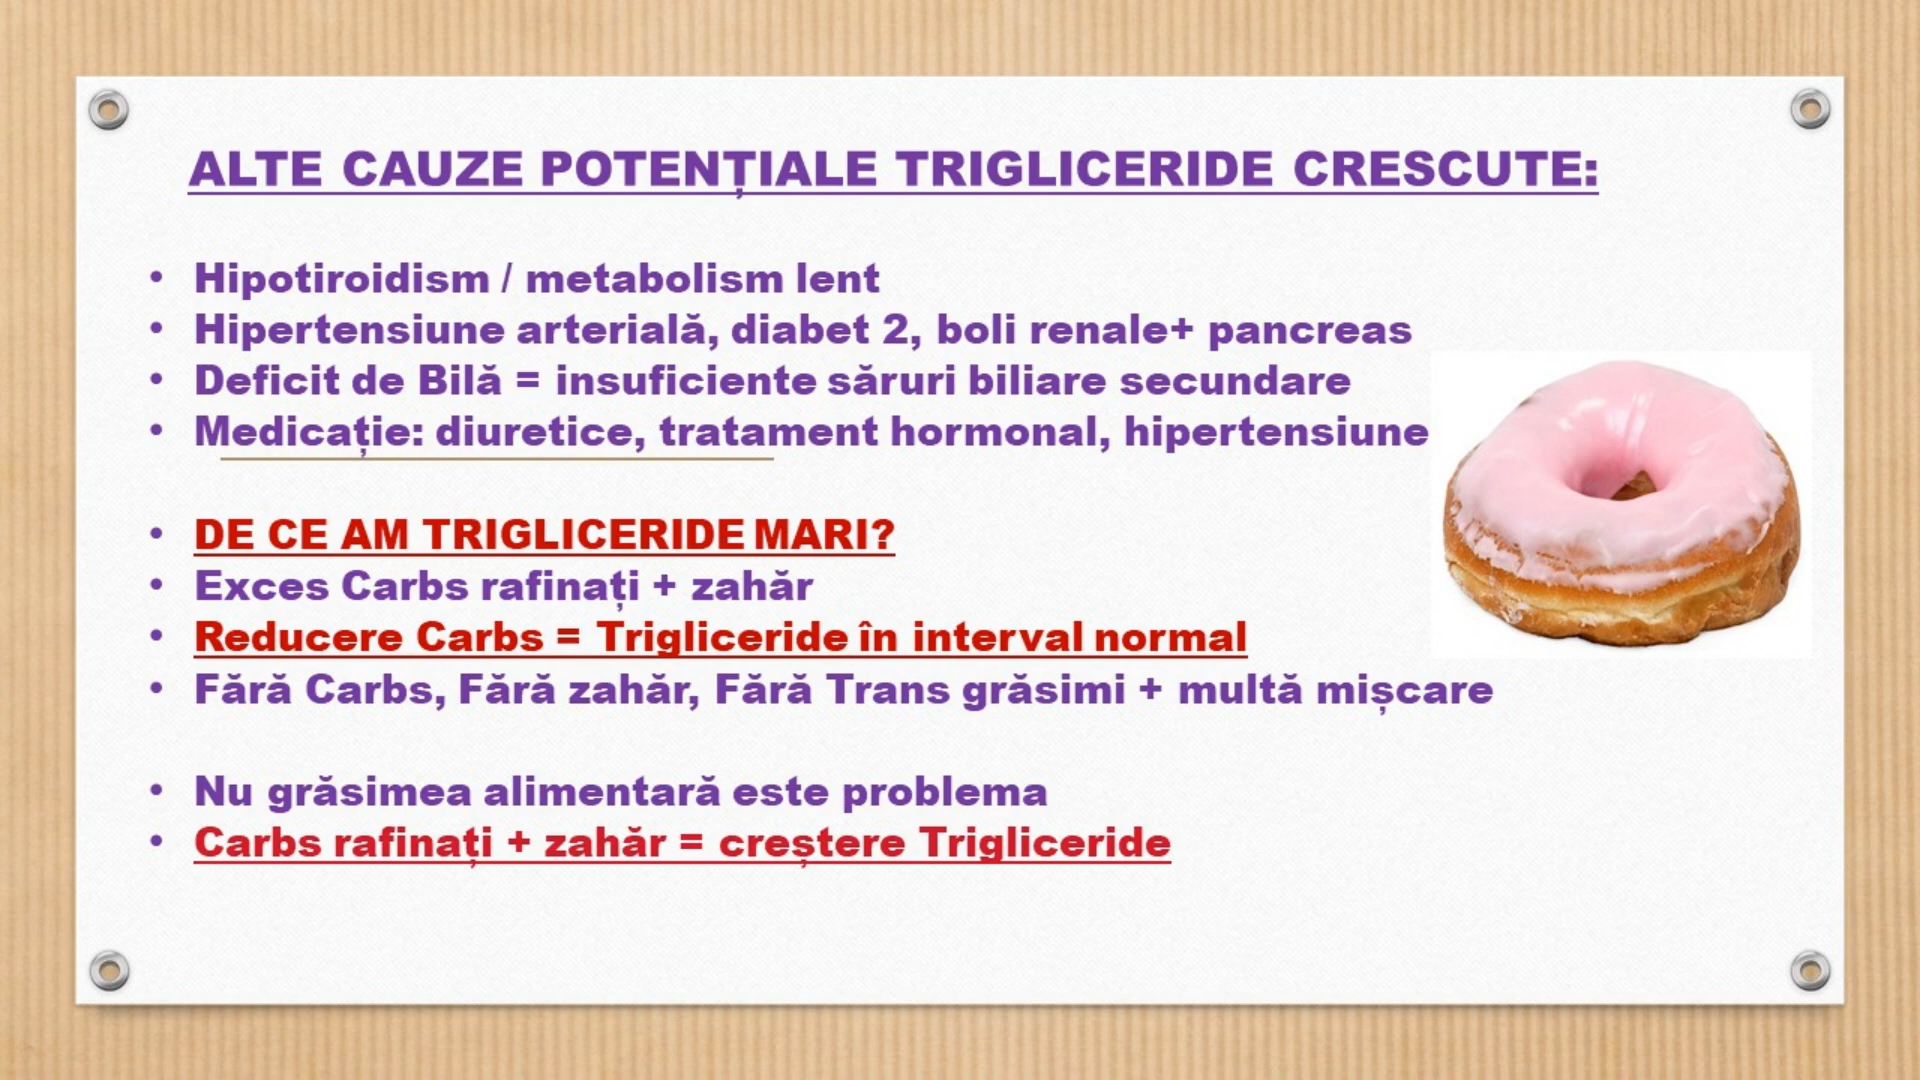 ALTE CAUZE POTENȚIALE TRIGLICERIDE CRESCUTE:
• Hipotiroidism / metabolism lent
• Hipertensiune arterială, diabet 2, boli renale+ pancreas
• Deficit de Bilă = insuficiente săruri biliare secundare
• Medicație: diuretice, tratament hormonal, hipertensiune
• DE CE AM TRIGLICERIDE MARI?
• Exces Carbs rafinați + zahăr
• Reducere Carbs = Trigliceride în interval normal
• Fără Carbs, Fără zahăr, Fără Trans grăsimi + multă mișcare
• Nu grăsimea alimentară este problema
• Carbs rafinați + zahăr = creștere Trigliceride